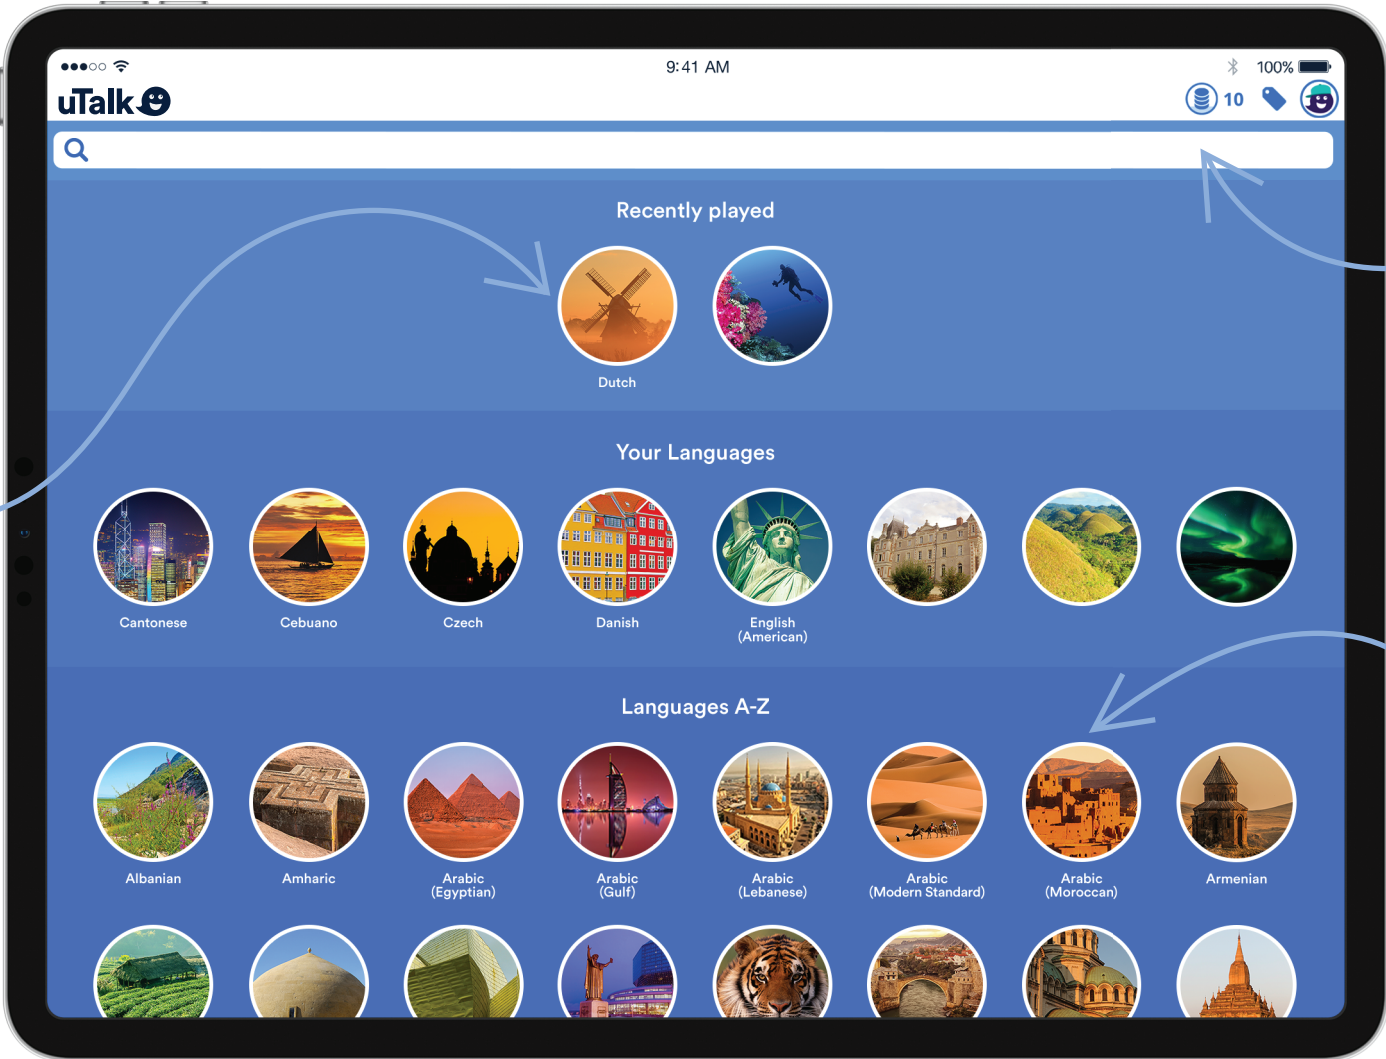 9:41 AM
100%
uTalk
10
Recently played
Dutch
Your Languages
Cantonese
Cebuano
Czech
Danish
English
(American)
Languages A-Z
Albanian
Amharic
Arabic
(Egyptian)
Arabic
(Gulf)
Arabic
(Lebanese)
Arabic
(Modern Standard)
Arabic
(Moroccan)
Armenian